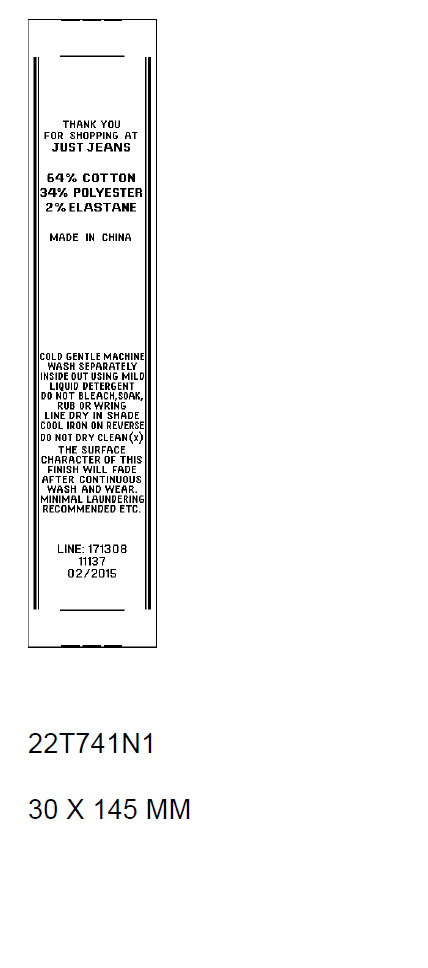 THANK YOU
FOR SHOPPING AT
JUST JEANS
64% COTTON
34% POLYESTER
2% ELASTANE
MADE IN CHINA
COLD GENTLE MACHINE
WASH SEPARATELY
INSIDE OUT USING MILD
LIQUID DETERGENT
DO NOT BLEACH,SOAK,
RUB OR WRING
LINE DRY IN SHADE
COOL IRON ON REVERSE
DO NOT DRY CLEAN(x)
THE SURFACE
CHARACTER OF THIS
FINISH WILL FADE
AFTER CONTINUOUS
WASH AND WEAR.
MINIMAL LAUNDERING
RECOMMENDED ETC.
LINE: 171308
11137
02/2015
22T741N1
30 X 145 MM